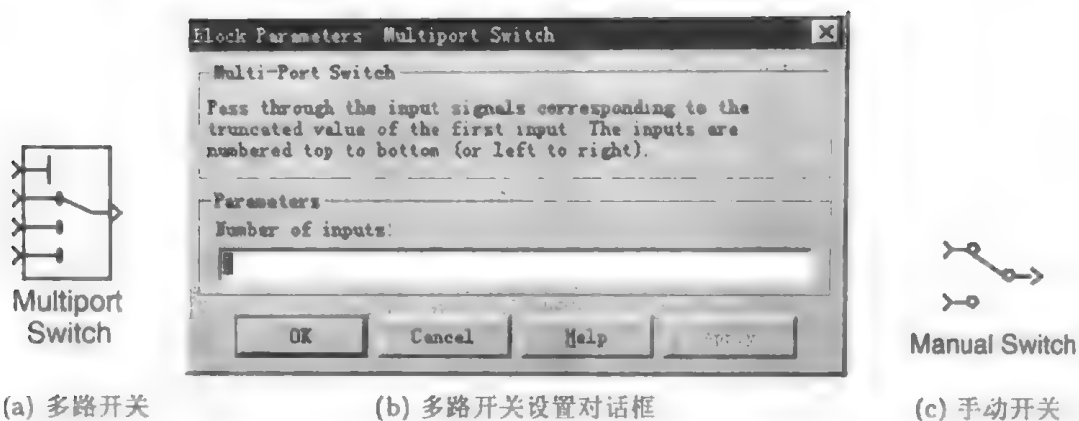 Block Parameters Multiport Switch
Multi-Port Switch
Pass through the input signals corresponding to the
truncated value of the first input The inputs are
numbered top to bottom (or left to right).
Parameters
Number of inputs:
OK Cancel Help Apply
Multiport
Switch
Manual Switch
(a) 多路开关 (b) 多路开关设置对话框 (c) 手动开关